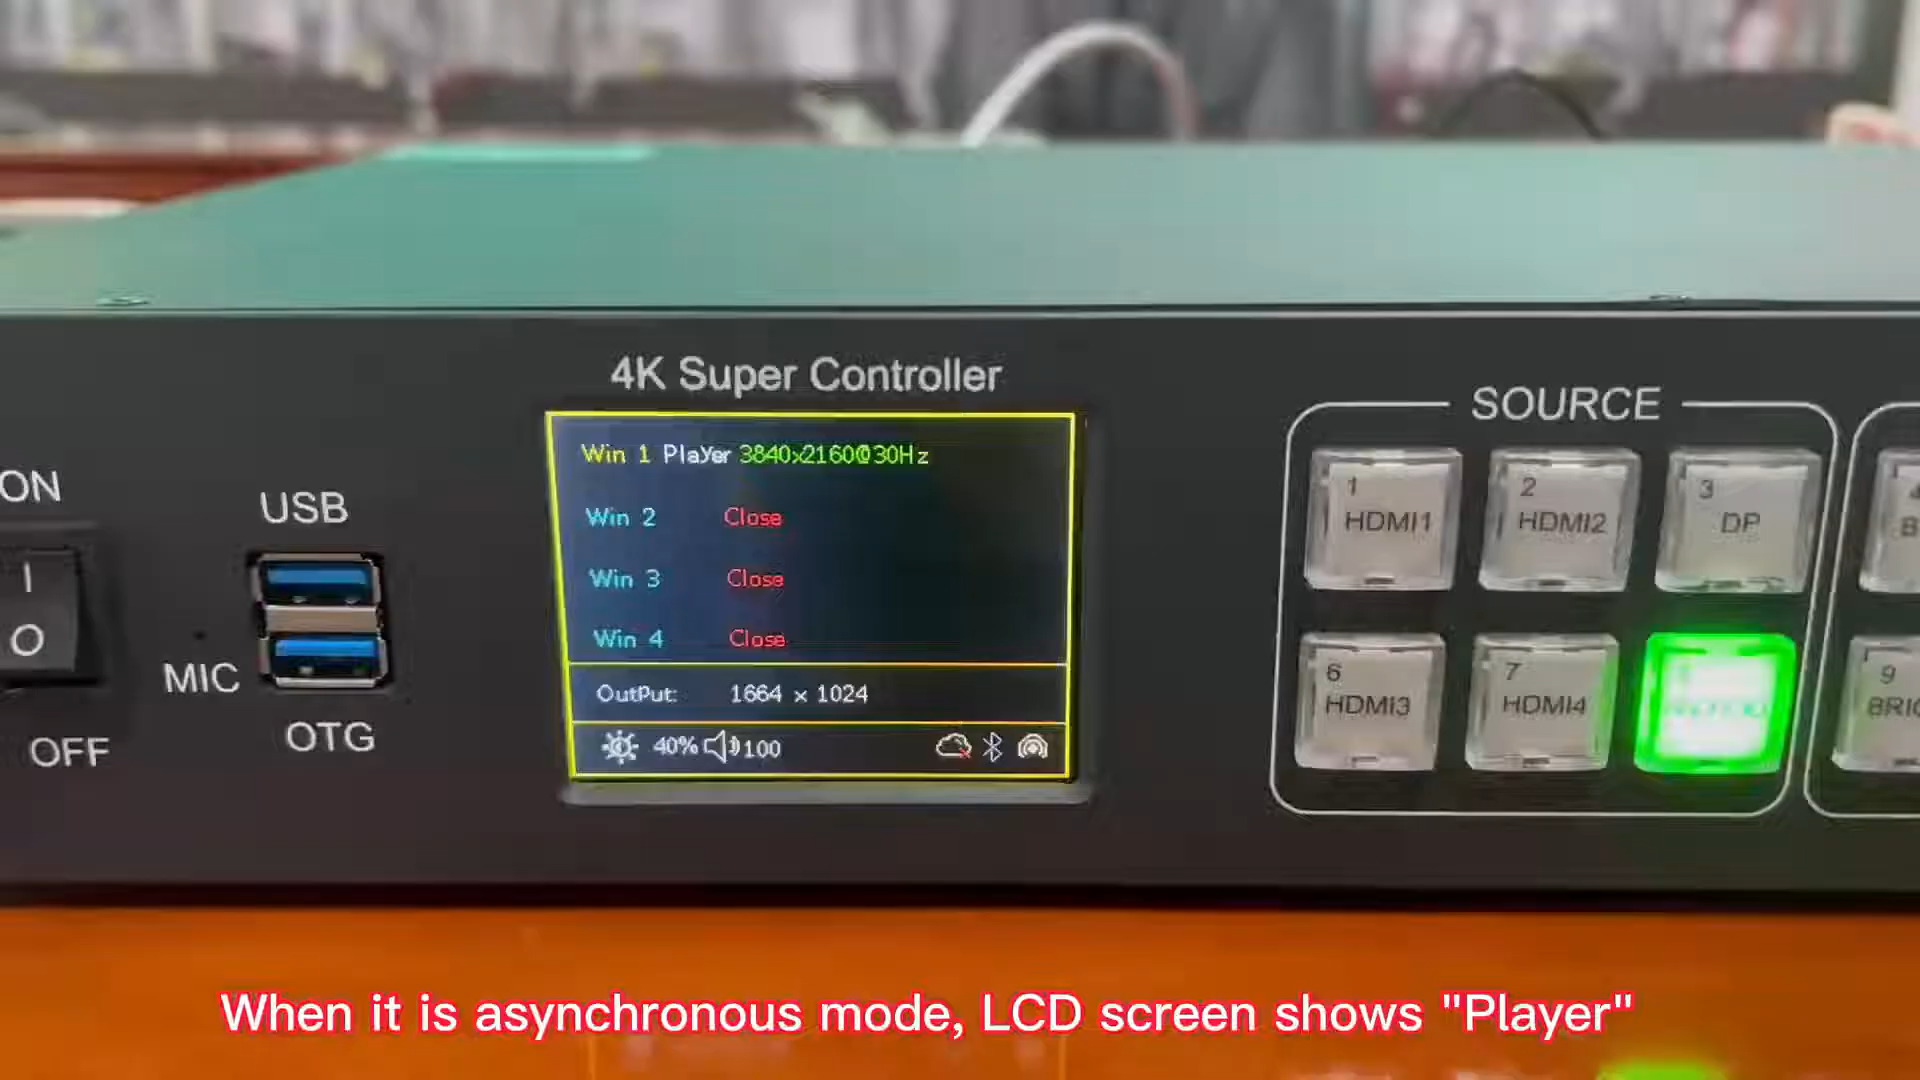 4K Super Controller
SOURCE
ON
USB
MIC
OTG
OFF
Win 1 Player 3840x2160@30Hz
Win 2 Close
Win 3 Close
Win 4 Close
OutPut: 1664 x 1024
40% 100
1
HDMI1
2
HDMI2
3
DP
6
HDMI3
7
HDMI4
9
When it is asynchronous mode, LCD screen shows "Player"